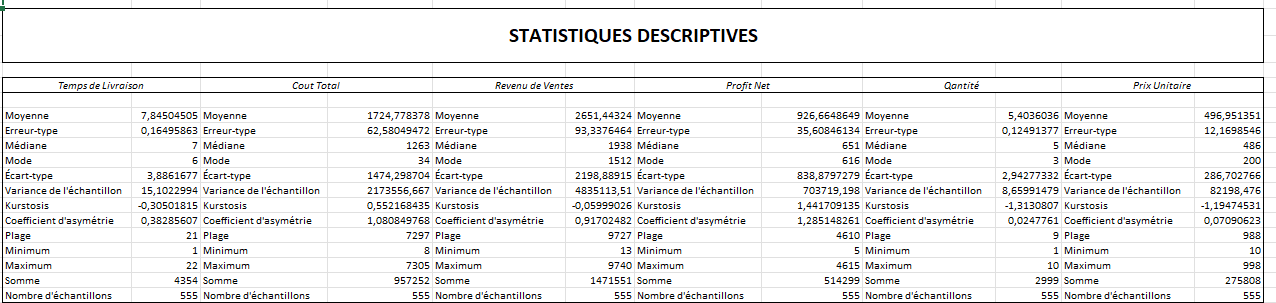 STATISTIQUES DESCRIPTIVES
Temps de Livraison Cout Total Revenu de Ventes Profit Net Qantité Prix Unitaire
Moyenne 7,84504505 Moyenne 1724,778378 Moyenne 2651,44324 Moyenne 926,6648649 Moyenne 5,4036036 Moyenne 496,951351
Erreur-type 0,16495863 Erreur-type 62,58049472 Erreur-type 93,3376464 Erreur-type 35,60846134 Erreur-type 0,12491377 Erreur-type 12,1698546
Médiane 7 Médiane 1263 Médiane 1938 Médiane 651 Médiane 5 Médiane 486
Mode 6 Mode 34 Mode 1512 Mode 616 Mode 3 Mode 200
Écart-type 3,8861677 Écart-type 1474,298704 Écart-type 2198,88915 Écart-type 838,8797279 Écart-type 2,94277332 Écart-type 286,702766
Variance de l'échantillon 15,1022994 Variance de l'échantillon 2173556,667 Variance de l'échantillon 4835113,51 Variance de l'échantillon 703719,198 Variance de l'échantillon 8,65991479 Variance de l'échantillon 82198,476
Kurstosis -0,30501815 Kurstosis 0,552168435 Kurstosis -0,05999026 Kurstosis 1,441709135 Kurstosis -1,3130807 Kurstosis -1,19474531
Coefficient d'asymétrie 0,38285607 Coefficient d'asymétrie 1,080849768 Coefficient d'asymétrie 0,91702482 Coefficient d'asymétrie 1,285148261 Coefficient d'asymétrie 0,0247761 Coefficient d'asymétrie 0,07090623
Plage 21 Plage 7297 Plage 9727 Plage 4610 Plage 9 Plage 988
Minimum 1 Minimum 8 Minimum 13 Minimum 5 Minimum 1 Minimum 10
Maximum 22 Maximum 7305 Maximum 9740 Maximum 4615 Maximum 10 Maximum 998
Somme 4354 Somme 957252 Somme 1471551 Somme 514299 Somme 2999 Somme 275808
Nombre d'échantillons 555 Nombre d'échantillons 555 Nombre d'échantillons 555 Nombre d'échantillons 555 Nombre d'échantillons 555 Nombre d'échantillons 555